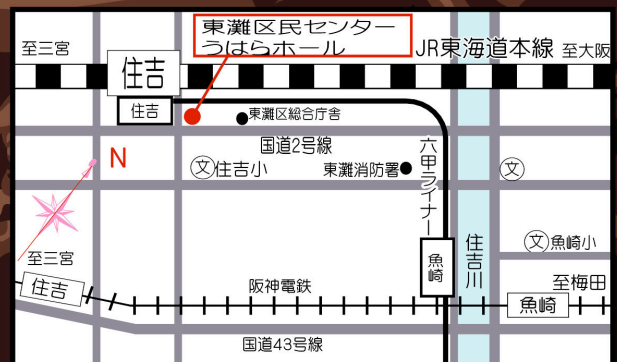 東灘区民センター
うはらホール
至三宮
JR東海道本線 至大阪
住吉
住吉
東灘区総合庁舎
国道2号線
六甲ライナー
文住吉小
東灘消防署
文
N
住吉川
文魚崎小
魚崎
至三宮
住吉
阪神電鉄
至梅田
魚崎
国道43号線